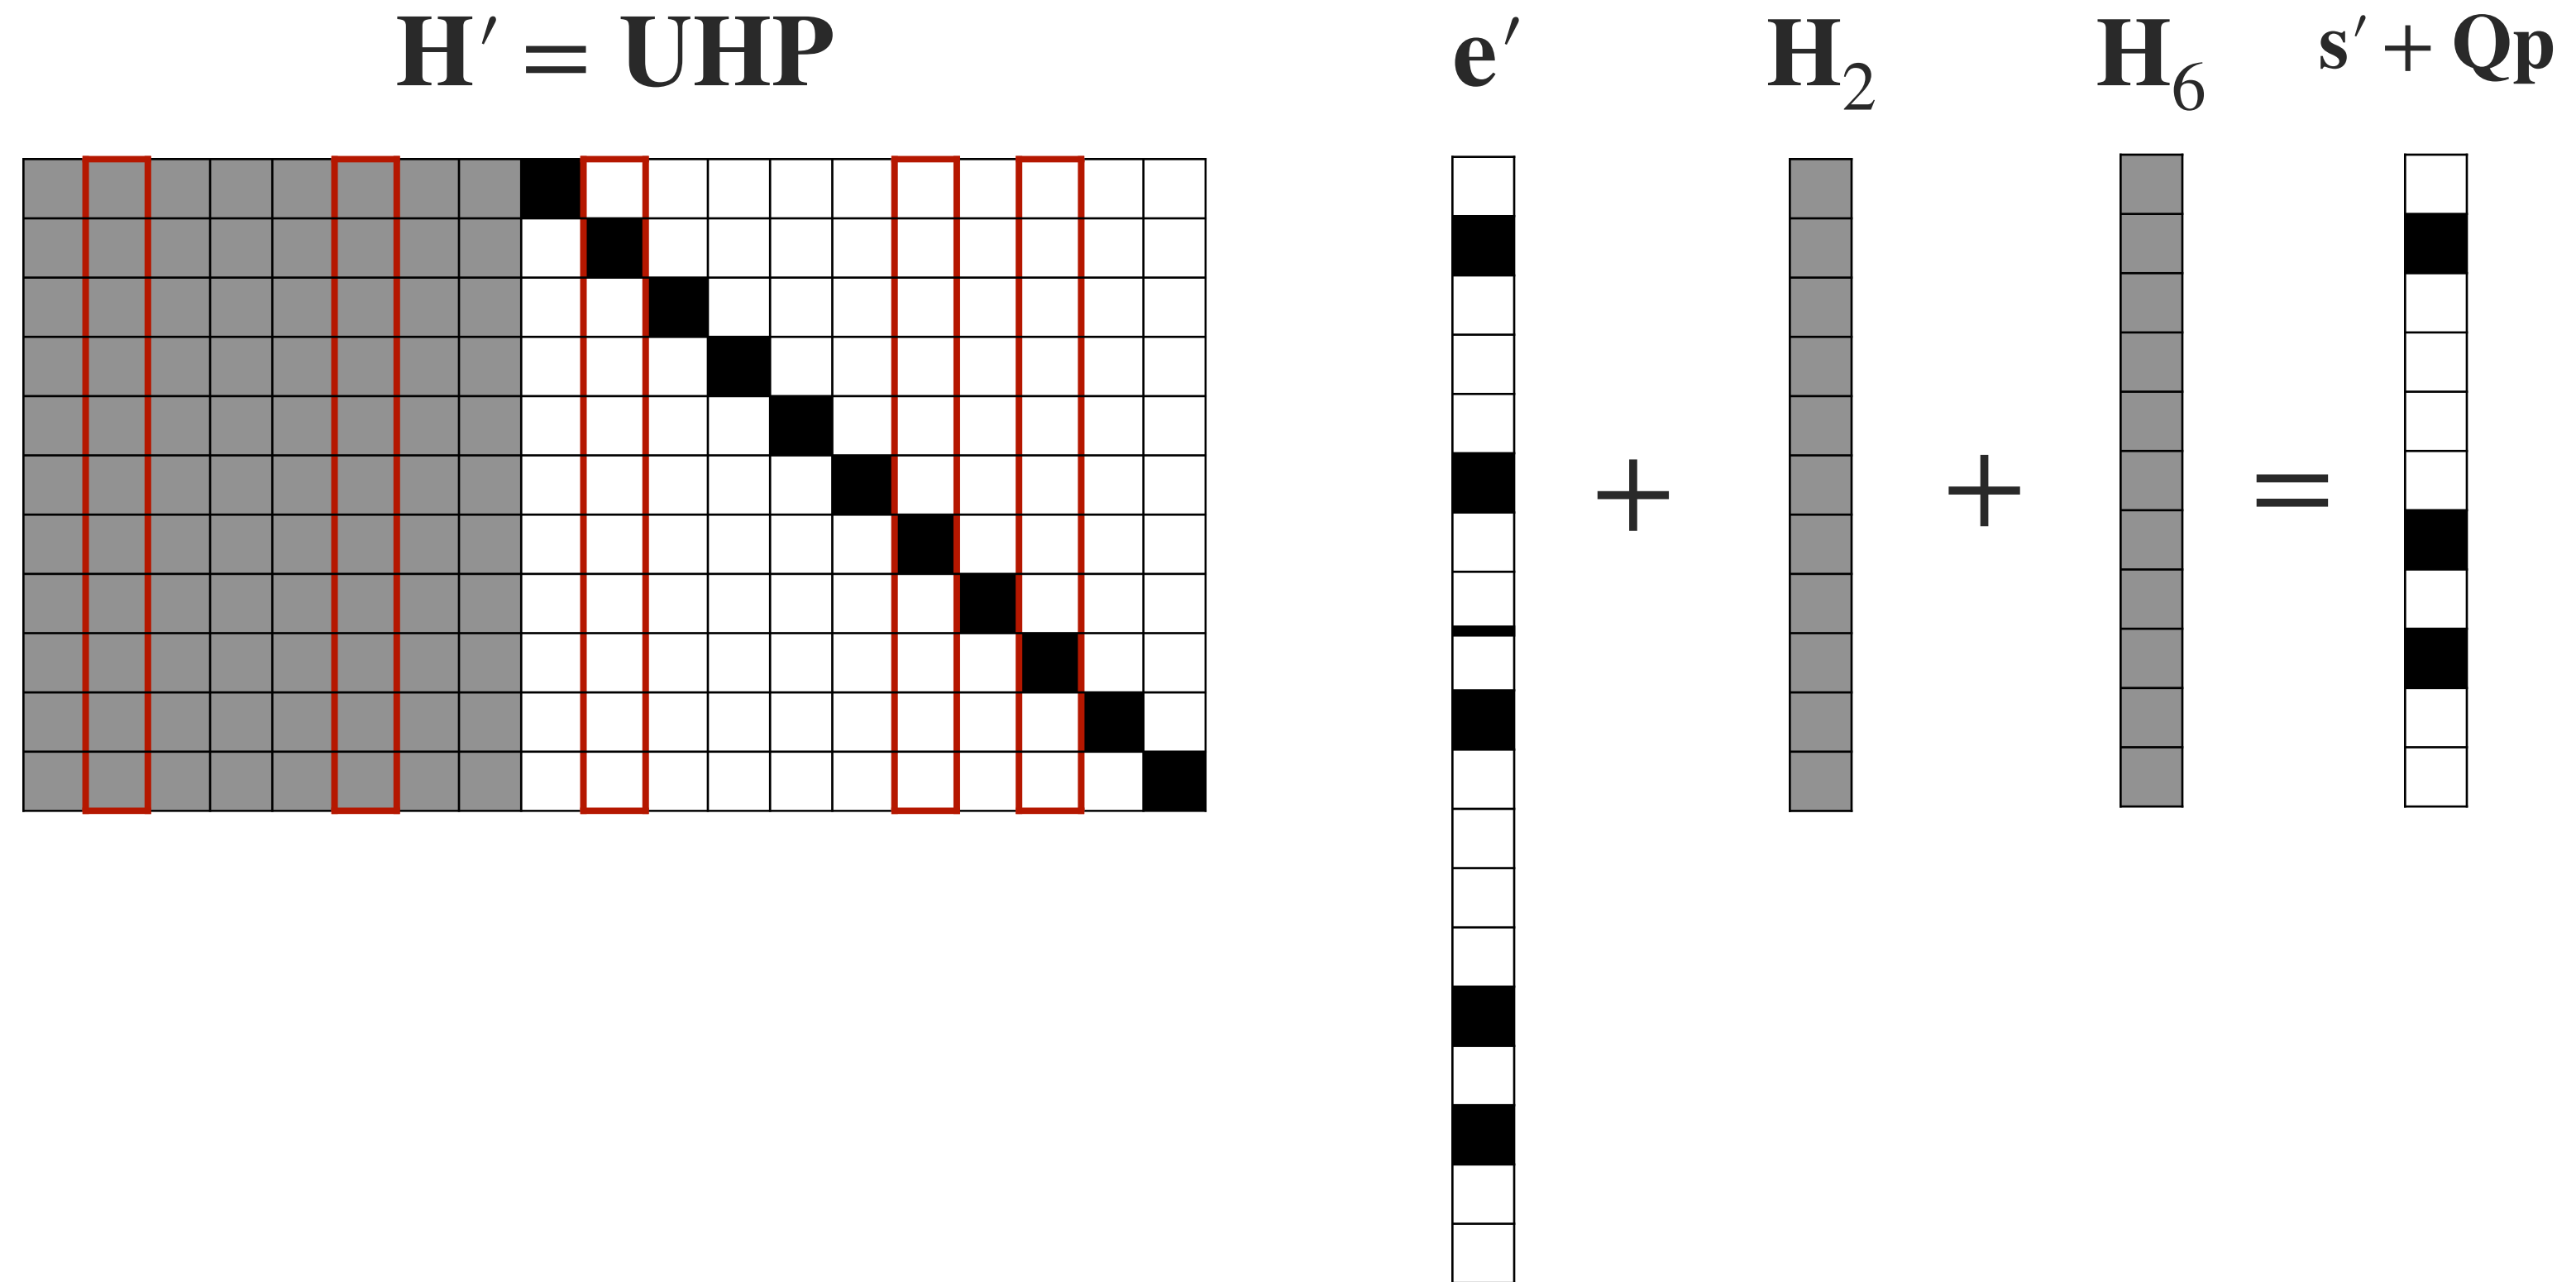 H′ = UHP
e′
H₂
H₆
s′ + Qp
+
+
=